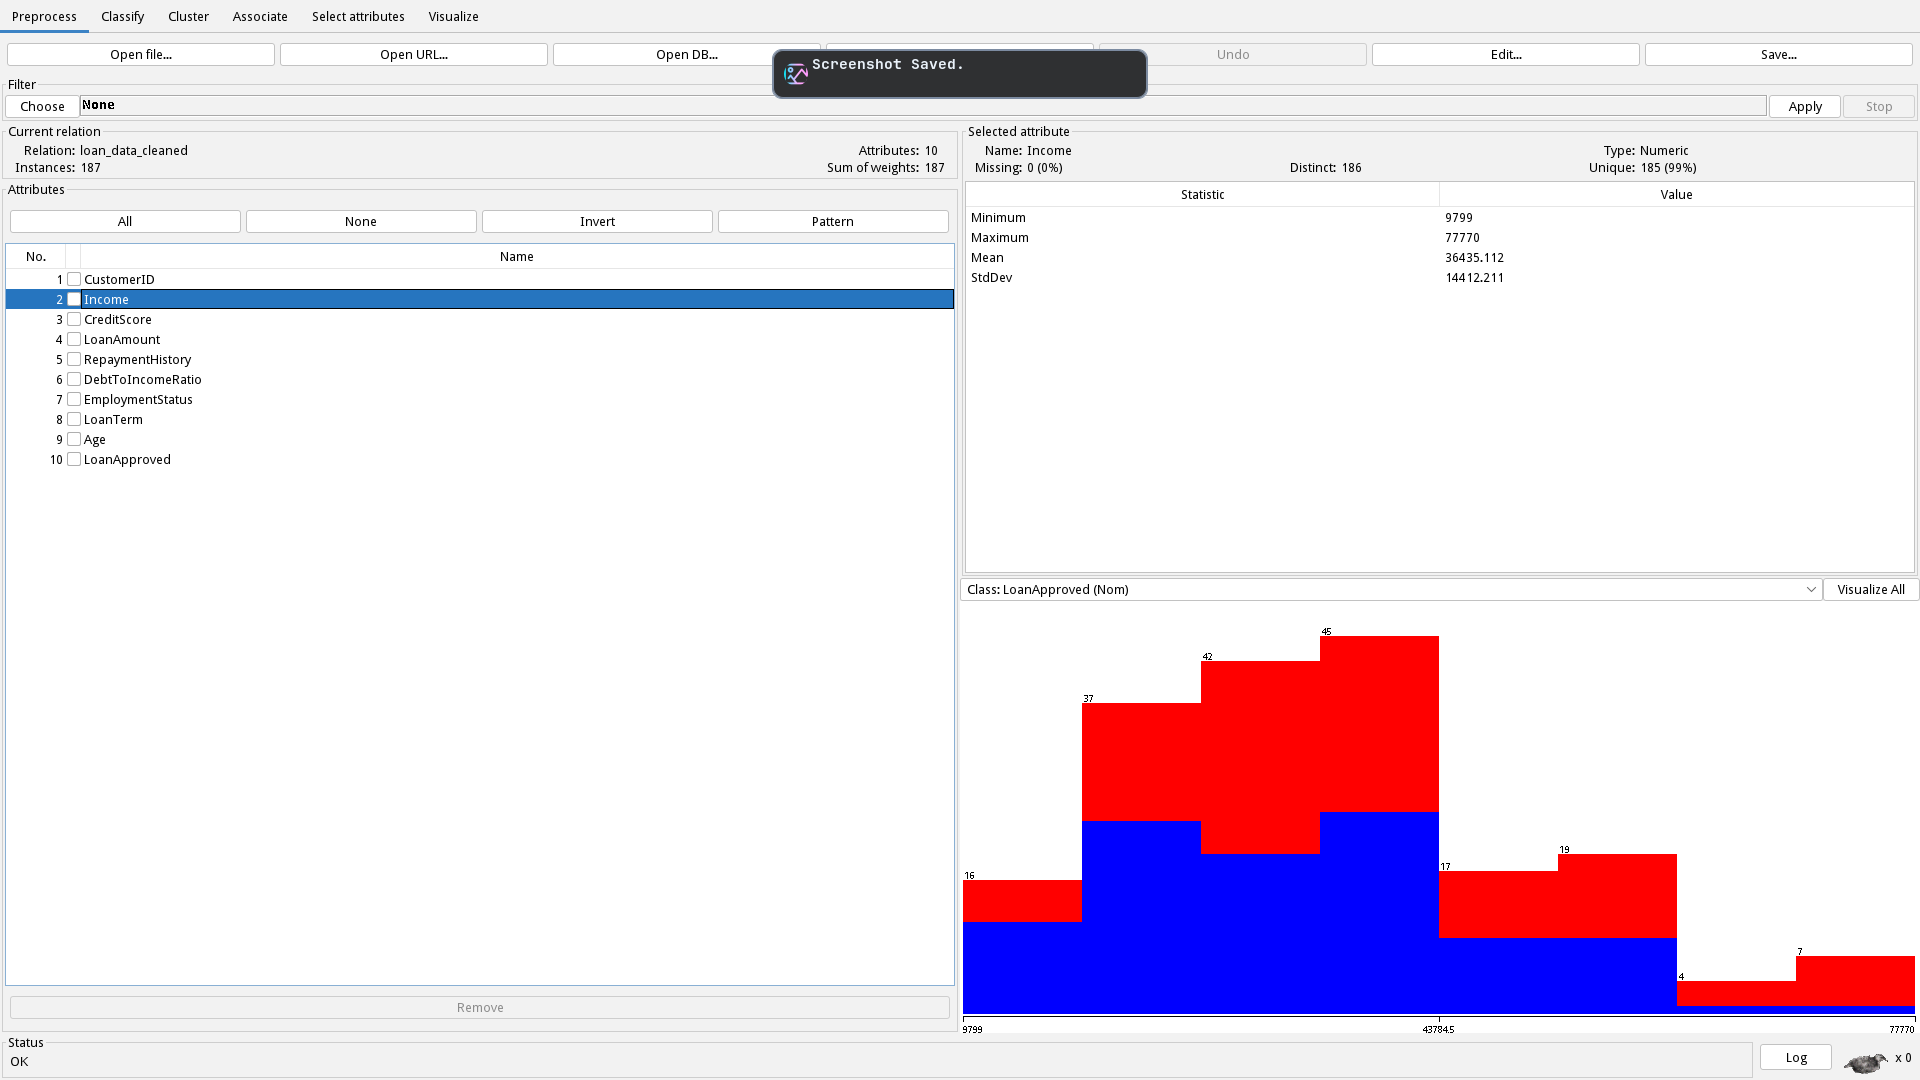 Preprocess Classify Cluster Associate Select attributes Visualize
Open file... Open URL... Open DB... Undo Edit... Save...
Screenshot Saved.
Filter
Choose None Apply Stop
Current relation
Relation: loan_data_cleaned Attributes: 10
Instances: 187 Sum of weights: 187
Attributes
All None Invert Pattern
No. Name
1 CustomerID
2 Income
3 CreditScore
4 LoanAmount
5 RepaymentHistory
6 DebtToIncomeRatio
7 EmploymentStatus
8 LoanTerm
9 Age
10 LoanApproved
Remove
Selected attribute
Name: Income Type: Numeric
Missing: 0 (0%) Distinct: 186 Unique: 185 (99%)
Statistic Value
Minimum 9799
Maximum 77770
Mean 36435.112
StdDev 14412.211
Class: LoanApproved (Nom) Visualize All
45
42
37
19
17
16
7
4
9799 43784.5 77770
Status
OK Log x 0